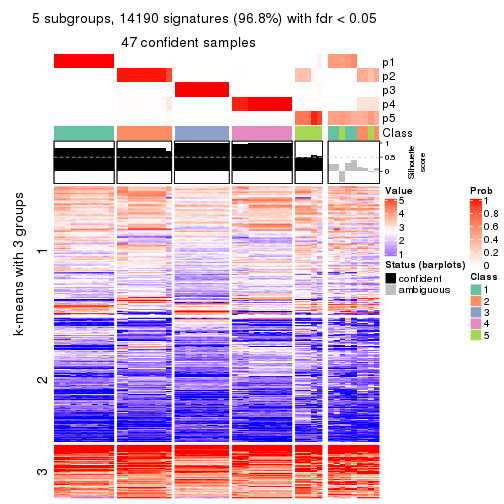 5 subgroups, 14190 signatures (96.8%) with fdr < 0.05
47 confident samples
p1
p2
p3
p4
p5
Class
1
0.5
0
Silhouette
score
k-means with 3 groups
1
2
3
Value
5
4
3
2
1
Status (barplots)
confident
ambiguous
Prob
1
0.8
0.6
0.4
0.2
0
Class
1
2
3
4
5